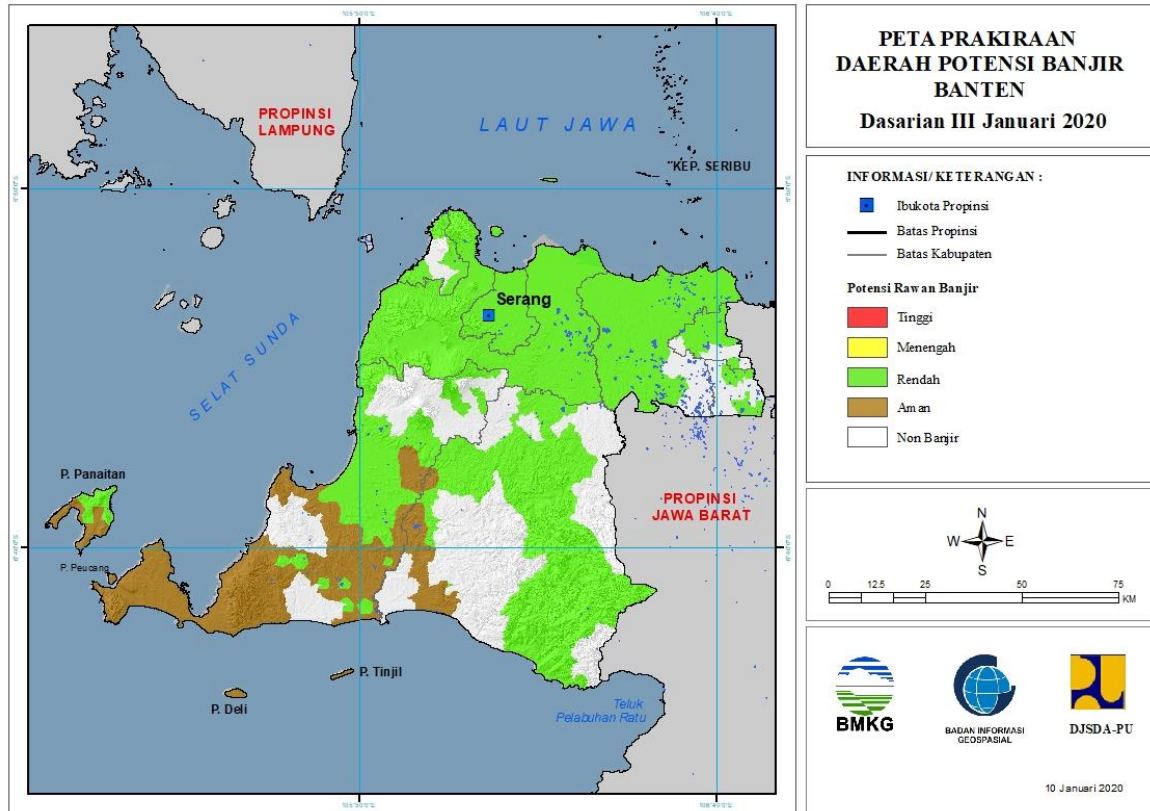 PETA PRAKIRAAN
DAERAH POTENSI BANJIR
BANTEN
Dasarian III Januari 2020
INFORMASI/ KETERANGAN :
Ibukota Propinsi
Batas Propinsi
Batas Kabupaten
Potensi Rawan Banjir
Tinggi
Menengah
Rendah
Aman
Non Banjir
N
W
E
S
0
12.5
25
50
75
KM
BMKG
BADAN INFORMASI
GEOSPASIAL
DJSDA-PU
10 Januari 2020
PROPINSI
LAMPUNG
LAUT JAWA
KEP. SERIBU
Serang
SELAT SUNDA
P. Panaitan
P. Peucang
PROPINSI
JAWA BARAT
P. Tinjil
P. Deli
Teluk
Pelabuhan Ratu